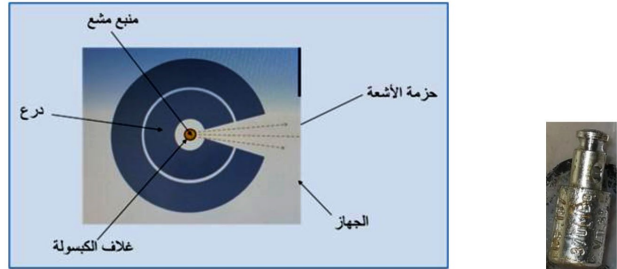 منبع مشع
حزمة الأشعة
درع
الجهاز
غلاف الكبسولة